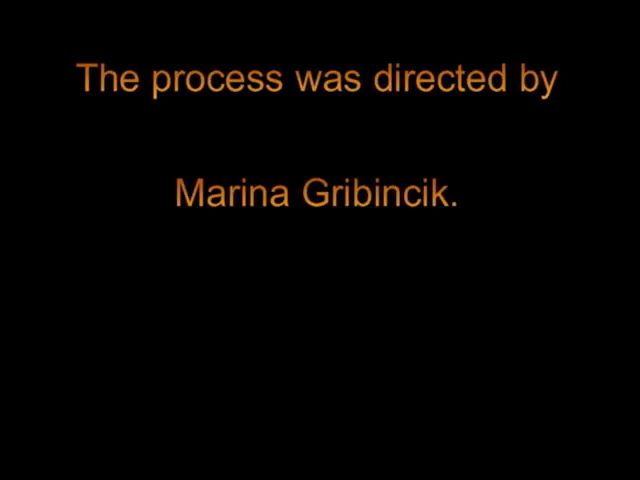 The process was directed by
Marina Gribincik.